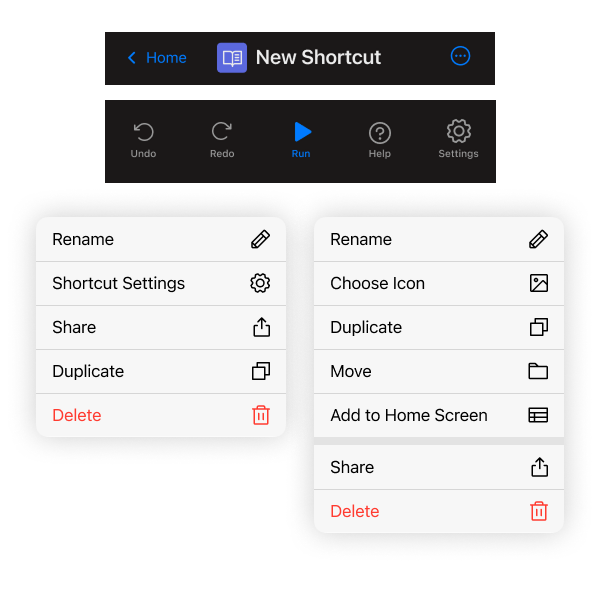 Home
New Shortcut
Undo
Redo
Run
Help
Settings
Rename
Shortcut Settings
Share
Duplicate
Delete
Rename
Choose Icon
Duplicate
Move
Add to Home Screen
Share
Delete